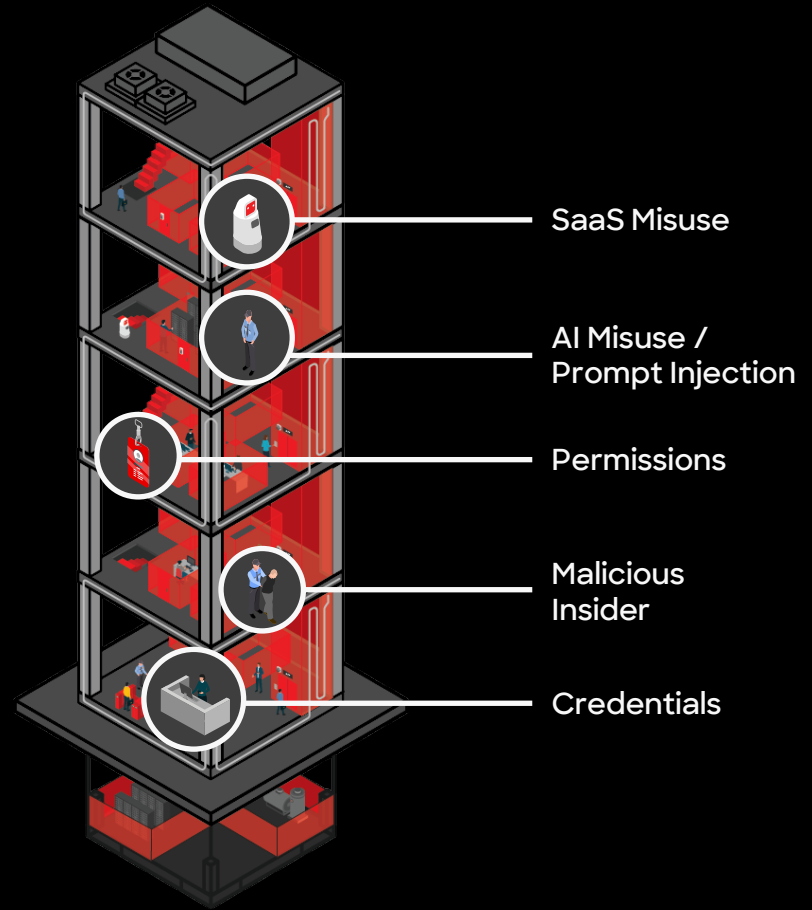 SaaS Misuse
AI Misuse /
Prompt Injection
Permissions
Malicious
Insider
Credentials